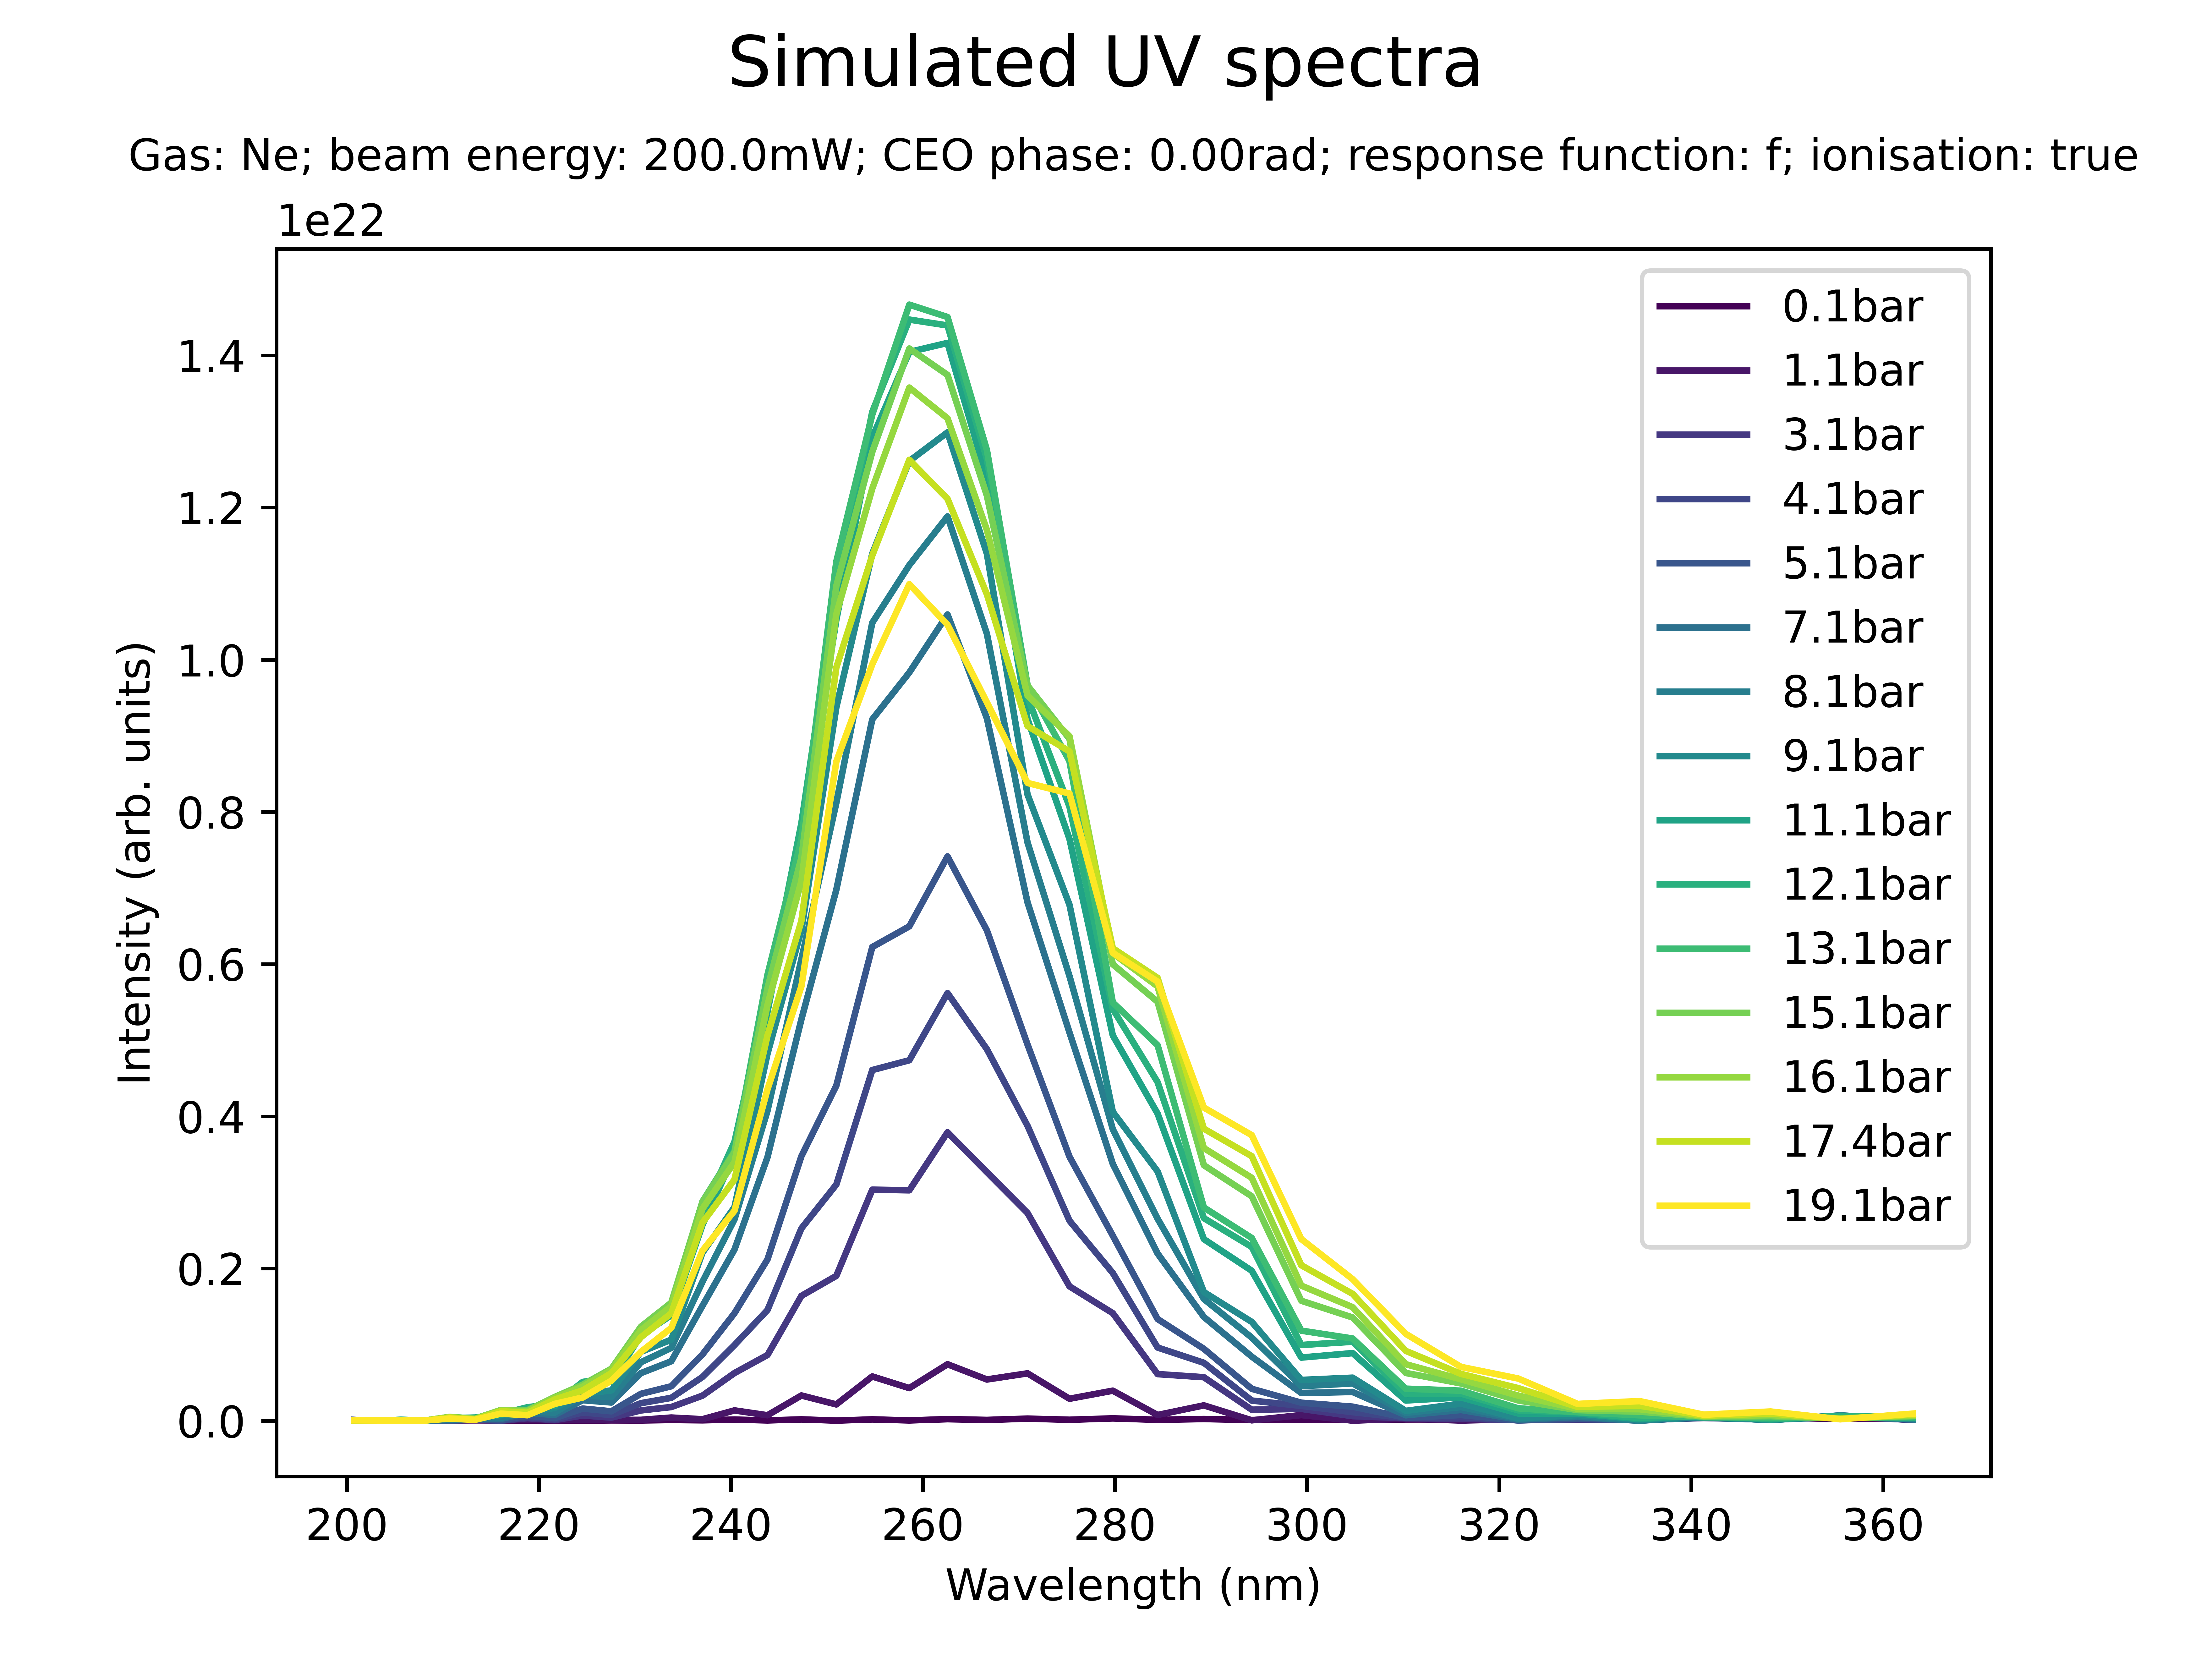 Simulated UV spectra
Gas: Ne; beam energy: 200.0mW; CEO phase: 0.00rad; response function: f; ionisation: true
1e22
1.4
1.2
1.0
0.8
0.6
0.4
0.2
0.0
Intensity (arb. units)
0.1bar
1.1bar
3.1bar
4.1bar
5.1bar
7.1bar
8.1bar
9.1bar
11.1bar
12.1bar
13.1bar
15.1bar
16.1bar
17.4bar
19.1bar
200 220 240 260 280 300 320 340 360
Wavelength (nm)